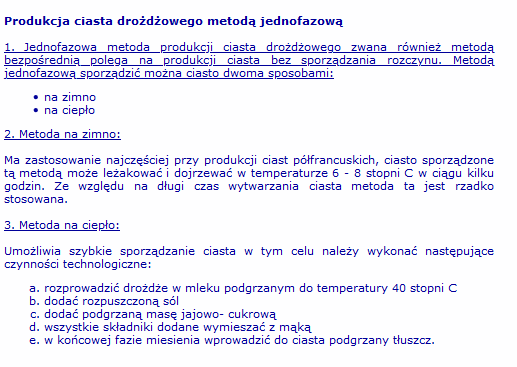 Produkcja ciasta drożdżowego metodą jednofazową
1. Jednofazowa metoda produkcji ciasta drożdżowego zwana również metodą
bezpośrednią polega na produkcji ciasta bez sporządzania rozczynu. Metodą
jednofazową sporządzić można ciasto dwoma sposobami:
• na zimno
• na ciepło
2. Metoda na zimno:
Ma zastosowanie najczęściej przy produkcji ciast półfrancuskich, ciasto sporządzone
tą metodą może leżakować i dojrzewać w temperaturze 6 - 8 stopni C w ciągu kilku
godzin. Ze względu na długi czas wytwarzania ciasta metoda ta jest rzadko
stosowana.
3. Metoda na ciepło:
Umożliwia szybkie sporządzanie ciasta w tym celu należy wykonać następujące
czynności technologiczne:
a. rozprowadzić drożdże w mleku podgrzanym do temperatury 40 stopni C
b. dodać rozpuszczoną sól
c. dodać podgrzaną masę jajowo- cukrową
d. wszystkie składniki dodane wymieszać z mąką
e. w końcowej fazie miesienia wprowadzić do ciasta podgrzany tłuszcz.